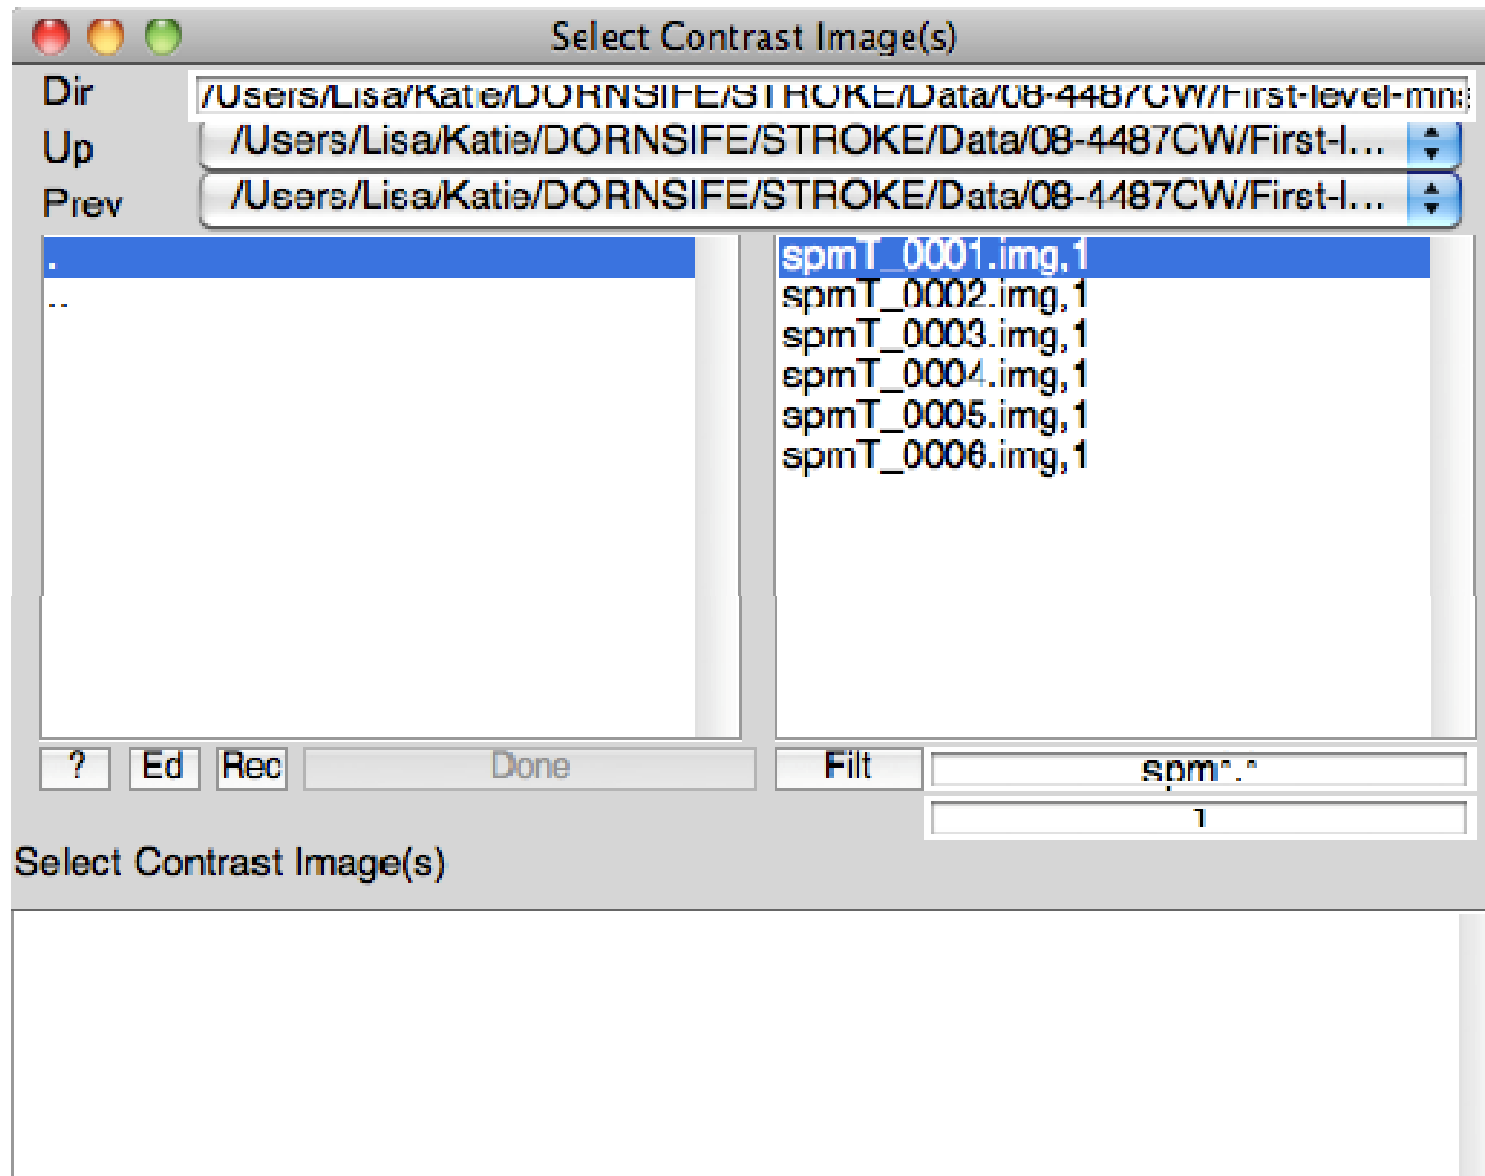 Select Contrast Image(s)
Dir /Users/Lisa/Katie/DORNSIFE/STROKE/Data/08-4487CW/First-level-mn
Up /Users/Lisa/Katie/DORNSIFE/STROKE/Data/08-4487CW/First-l...
Prev /Users/Lisa/Katie/DORNSIFE/STROKE/Data/08-4487CW/First-l...
.
..
spmT_0001.img,1
spmT_0002.img,1
spmT_0003.img,1
spmT_0004.img,1
spmT_0005.img,1
spmT_0006.img,1
? Ed Rec Done Filt spm*.*
1
Select Contrast Image(s)